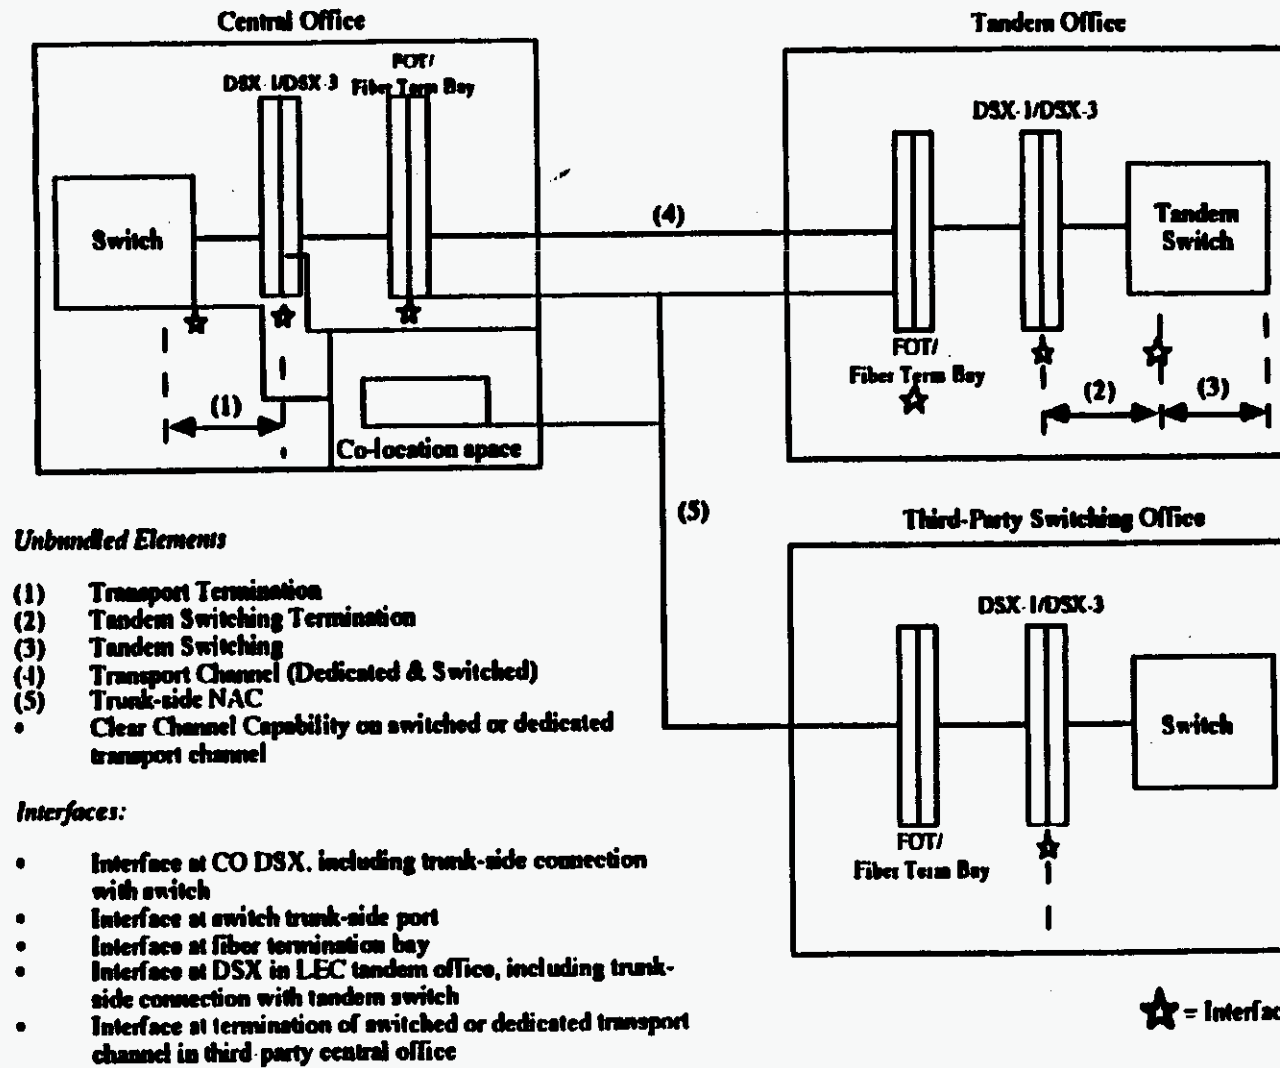 Central Office
Tandem Office
DSX-1/DSX-3
FOT/
Fiber Term Bay
Switch
(1)
Co-location space
(4)
(5)
DSX-1/DSX-3
Tandem
Switch
FOT/
Fiber Term Bay
(2)
(3)
Third-Party Switching Office
DSX-1/DSX-3
Switch
FOT/
Fiber Term Bay
Unbundled Elements
(1) Transport Termination
(2) Tandem Switching Termination
(3) Tandem Switching
(4) Transport Channel (Dedicated & Switched)
(5) Trunk-side NAC
• Clear Channel Capability on switched or dedicated
transport channel
Interfaces:
• Interface at CO DSX, including trunk-side connection
with switch
• Interface at switch trunk-side port
• Interface at fiber termination bay
• Interface at DSX in LEC tandem office, including trunk-
side connection with tandem switch
• Interface at termination of switched or dedicated transport
channel in third-party central office
= Interfac